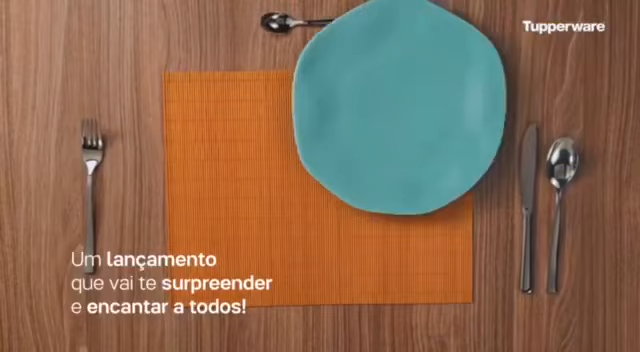 Tupperware
Um lançamento
que vai te surpreender
e encantar a todos!